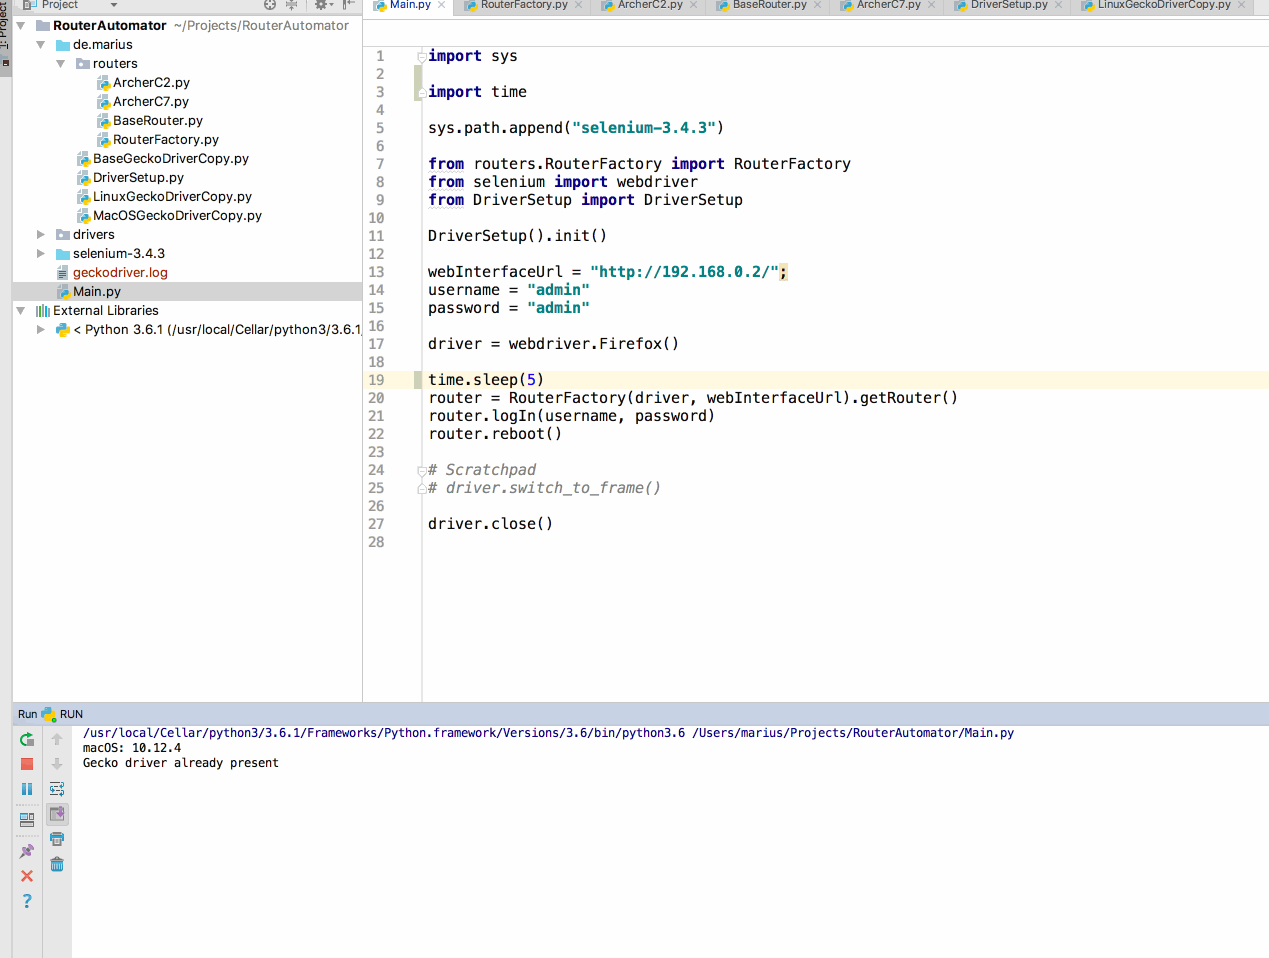 1: Project
Project
Main.py
RouterFactory.py
ArcherC2.py
BaseRouter.py
ArcherC7.py
DriverSetup.py
LinuxGeckoDriverCopy.py
RouterAutomator ~/Projects/RouterAutomator
de.marius
routers
ArcherC2.py
ArcherC7.py
BaseRouter.py
RouterFactory.py
BaseGeckoDriverCopy.py
DriverSetup.py
LinuxGeckoDriverCopy.py
MacOSGeckoDriverCopy.py
drivers
selenium-3.4.3
geckodriver.log
Main.py
External Libraries
< Python 3.6.1 (/usr/local/Cellar/python3/3.6.1
1 import sys
2
3 import time
4
5 sys.path.append("selenium-3.4.3")
6
7 from routers.RouterFactory import RouterFactory
8 from selenium import webdriver
9 from DriverSetup import DriverSetup
10
11 DriverSetup().init()
12
13 webInterfaceUrl = "http://192.168.0.2/";
14 username = "admin"
15 password = "admin"
16
17 driver = webdriver.Firefox()
18
19 time.sleep(5)
20 router = RouterFactory(driver, webInterfaceUrl).getRouter()
21 router.logIn(username, password)
22 router.reboot()
23
24 # Scratchpad
25 # driver.switch_to_frame()
26
27 driver.close()
28
Run RUN
/usr/local/Cellar/python3/3.6.1/Frameworks/Python.framework/Versions/3.6/bin/python3.6 /Users/marius/Projects/RouterAutomator/Main.py
macOS: 10.12.4
Gecko driver already present